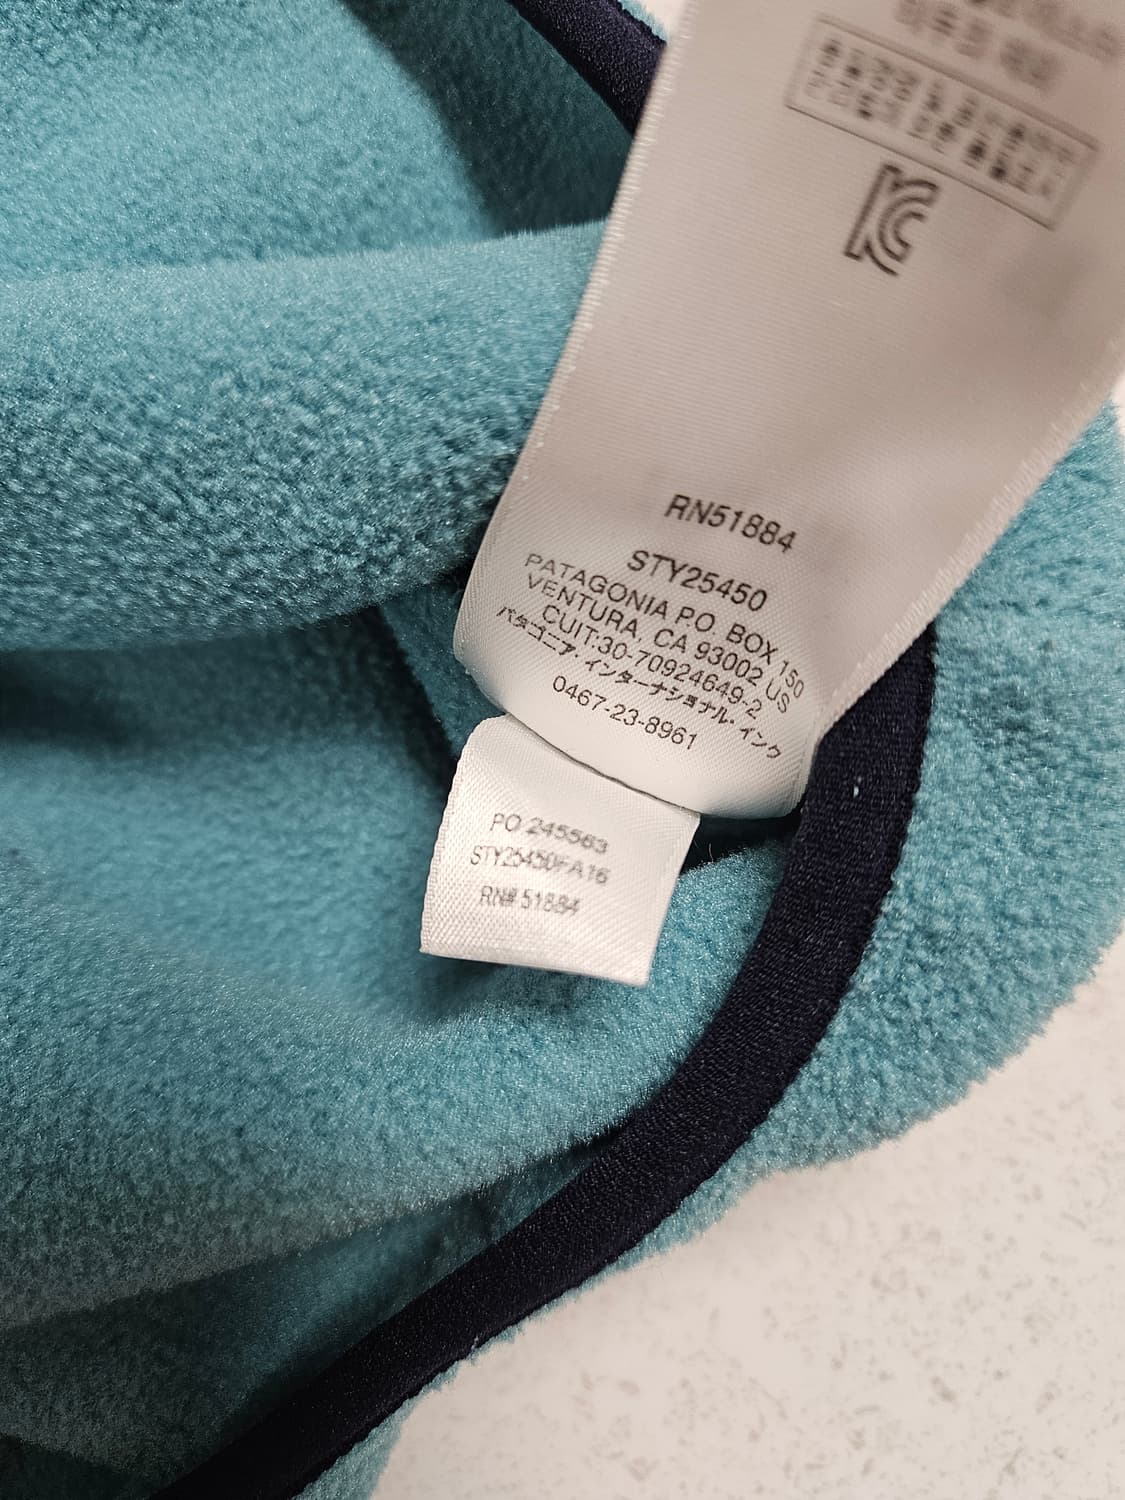 RN51884
STY25450
PATAGONIA P.O. BOX 150
VENTURA, CA 93002 US
CUIT:30-70924649-2
パタゴニア・インターナショナル・インク
0467-23-8961
PO 245563
STY25450FA16
RN# 51884